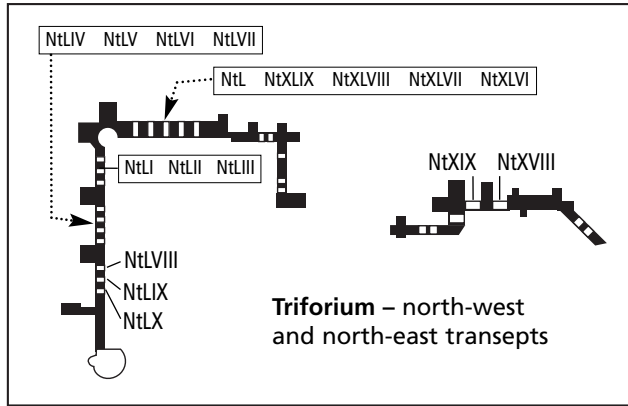 NtLIV NtLV NtLVI NtLVII
NtL NtXLIX NtXLVIII NtXLVII NtXLVI
NtLI NtLII NtLIII
NtXIX NtXVIII
NtLVIII
NtLIX
NtLX
Triforium – north-west
and north-east transepts